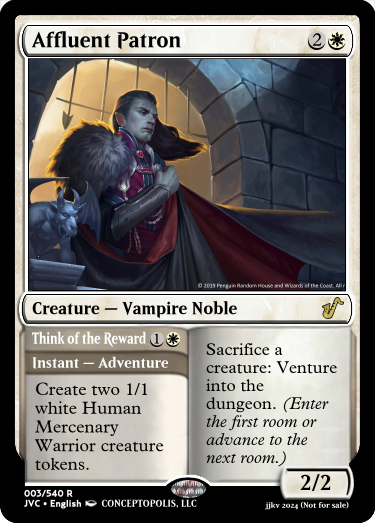 Affluent Patron 2
© 2019 Penguin Random House and Wizards of the Coast. All r
Creature — Vampire Noble
Think of the Reward 1
Instant — Adventure
Create two 1/1
white Human
Mercenary
Warrior creature
tokens.
Sacrifice a
creature: Venture
into the
dungeon. (Enter
the first room or
advance to the
next room.)
2/2
003/540 R
JVC • English CONCEPTOPOLIS, LLC
jjkv 2024 (Not for sale)